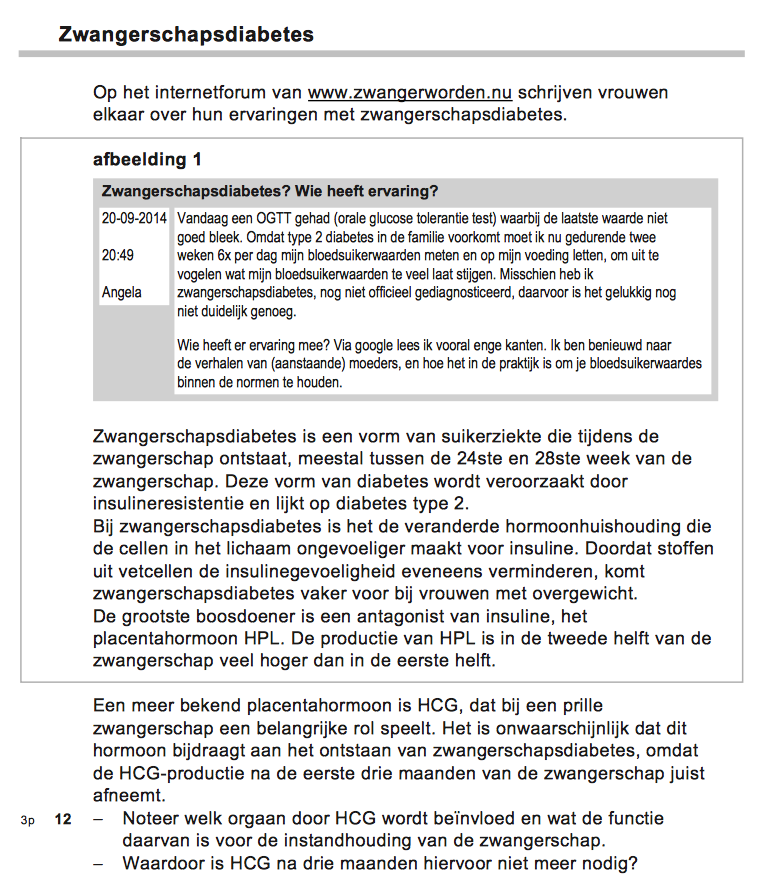 Zwangerschapsdiabetes
Op het internetforum van www.zwangerworden.nu schrijven vrouwen
elkaar over hun ervaringen met zwangerschapsdiabetes.
afbeelding 1
Zwangerschapsdiabetes? Wie heeft ervaring?
20-09-2014 Vandaag een OGTT gehad (orale glucose tolerantie test) waarbij de laatste waarde niet
goed bleek. Omdat type 2 diabetes in de familie voorkomt moet ik nu gedurende twee
20:49 weken 6x per dag mijn bloedsuikerwaarden meten en op mijn voeding letten, om uit te
vogelen wat mijn bloedsuikerwaarden te veel laat stijgen. Misschien heb ik
Angela zwangerschapsdiabetes, nog niet officieel gediagnosticeerd, daarvoor is het gelukkig nog
niet duidelijk genoeg.
Wie heeft er ervaring mee? Via google lees ik vooral enge kanten. Ik ben benieuwd naar
de verhalen van (aanstaande) moeders, en hoe het in de praktijk is om je bloedsuikerwaardes
binnen de normen te houden.
Zwangerschapsdiabetes is een vorm van suikerziekte die tijdens de
zwangerschap ontstaat, meestal tussen de 24ste en 28ste week van de
zwangerschap. Deze vorm van diabetes wordt veroorzaakt door
insulineresistentie en lijkt op diabetes type 2.
Bij zwangerschapsdiabetes is het de veranderde hormoonhuishouding die
de cellen in het lichaam ongevoeliger maakt voor insuline. Doordat stoffen
uit vetcellen de insulinegevoeligheid eveneens verminderen, komt
zwangerschapsdiabetes vaker voor bij vrouwen met overgewicht.
De grootste boosdoener is een antagonist van insuline, het
placentahormoon HPL. De productie van HPL is in de tweede helft van de
zwangerschap veel hoger dan in de eerste helft.
Een meer bekend placentahormoon is HCG, dat bij een prille
zwangerschap een belangrijke rol speelt. Het is onwaarschijnlijk dat dit
hormoon bijdraagt aan het ontstaan van zwangerschapsdiabetes, omdat
de HCG-productie na de eerste drie maanden van de zwangerschap juist
afneemt.
3p 12 – Noteer welk orgaan door HCG wordt beïnvloed en wat de functie
daarvan is voor de instandhouding van de zwangerschap.
– Waardoor is HCG na drie maanden hiervoor niet meer nodig?